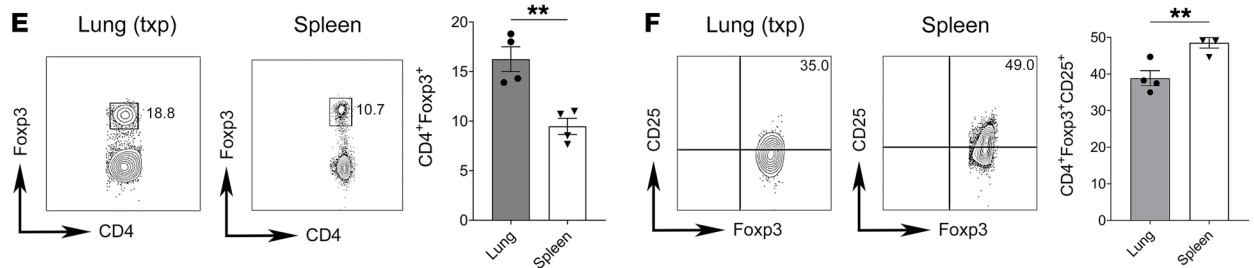 E
Lung (txp)
Spleen
Foxp3
18.8
CD4
Foxp3
10.7
CD4
**
CD4⁺Foxp3⁺
20
15
10
5
0
Lung
Spleen
F
Lung (txp)
Spleen
CD25
35.0
Foxp3
CD25
49.0
Foxp3
**
CD4⁺Foxp3⁺CD25⁺
50
40
30
20
10
0
Lung
Spleen